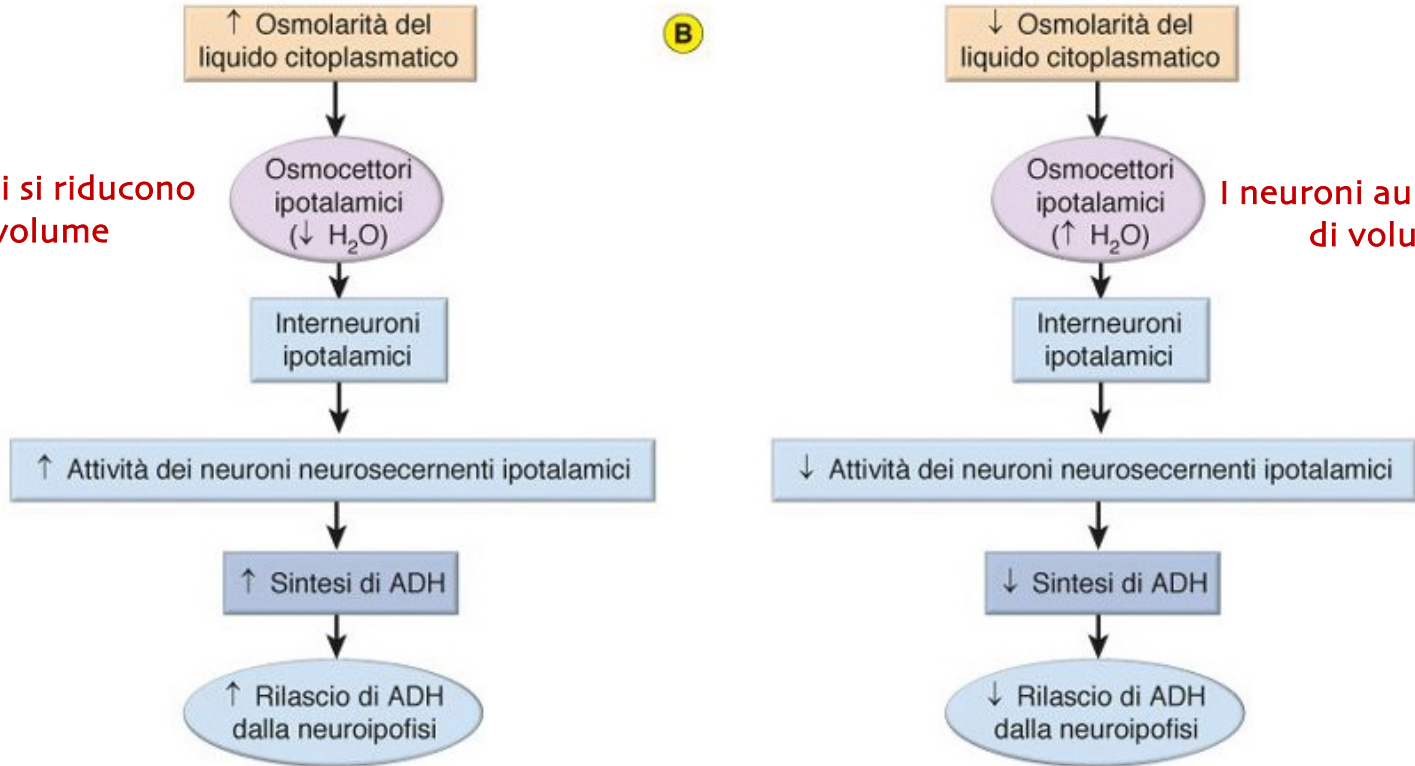 ↑ Osmolarità del
liquido citoplasmatico
Osmocettori
ipotalamici
(↓ H₂O)
i si riducono
volume
Interneuroni
ipotalamici
↑ Attività dei neuroni neurosecernenti ipotalamici
↑ Sintesi di ADH
↑ Rilascio di ADH
dalla neuroipofisi
B
↓ Osmolarità del
liquido citoplasmatico
Osmocettori
ipotalamici
(↑ H₂O)
I neuroni au
di volu
Interneuroni
ipotalamici
↓ Attività dei neuroni neurosecernenti ipotalamici
↓ Sintesi di ADH
↓ Rilascio di ADH
dalla neuroipofisi